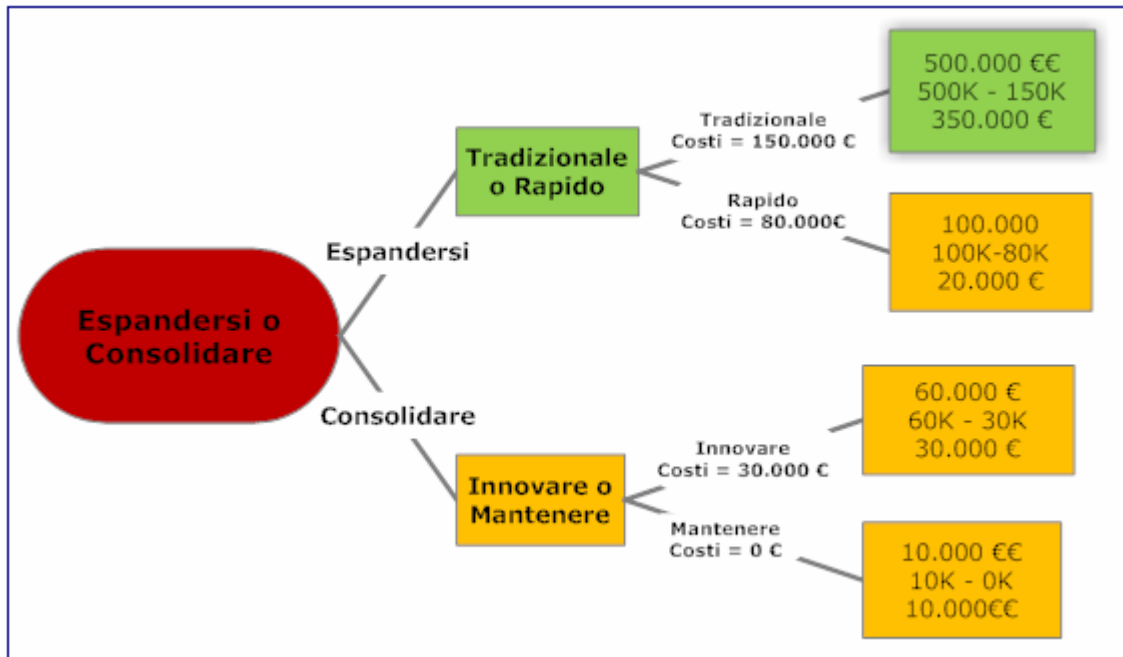 Espandersi o
Consolidare
Espandersi
Consolidare
Tradizionale
o Rapido
Tradizionale
Costi = 150.000 €
Rapido
Costi = 80.000€
500.000 €€
500K - 150K
350.000 €
100.000
100K-80K
20.000 €
Innovare o
Mantenere
Innovare
Costi = 30.000 €
Mantenere
Costi = 0 €
60.000 €
60K - 30K
30.000 €
10.000 €€
10K - 0K
10.000€€